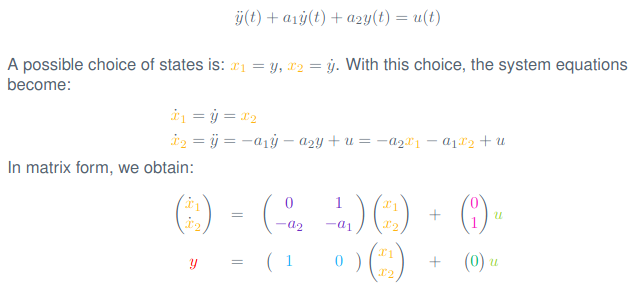 ÿ(t) + a₁ẏ(t) + a₂y(t) = u(t)
A possible choice of states is: x₁ = y, x₂ = ẏ. With this choice, the system equations
become:
ẋ₁ = ẏ = x₂
ẋ₂ = ÿ = −a₁ẏ − a₂y + u = −a₂x₁ − a₁x₂ + u
In matrix form, we obtain:
(ẋ₁ ẋ₂) = (0 1 −a₂ −a₁) (x₁ x₂) + (0 1) u
y = ( 1 0 ) (x₁ x₂) + (0) u